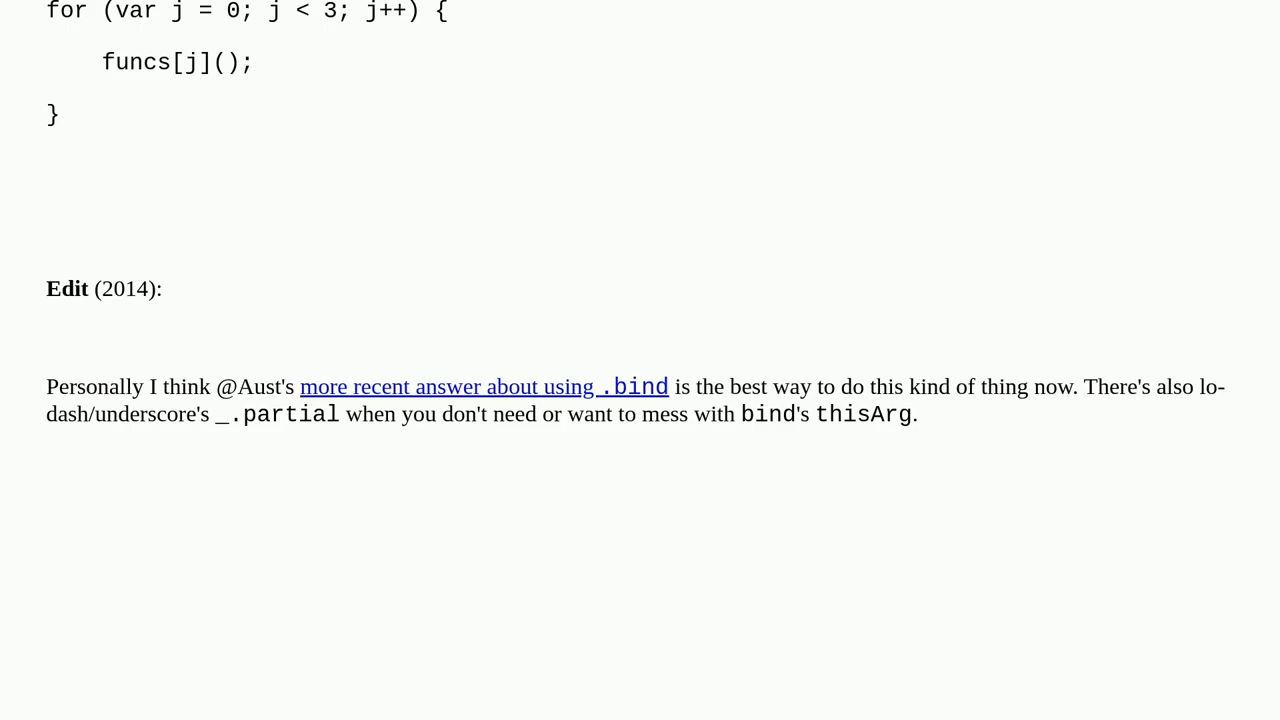 for (var j = 0; j < 3; j++) {
    funcs[j]();
}
Edit (2014):
Personally I think @Aust's more recent answer about using .bind is the best way to do this kind of thing now. There's also lo-
dash/underscore's _.partial when you don't need or want to mess with bind's thisArg.